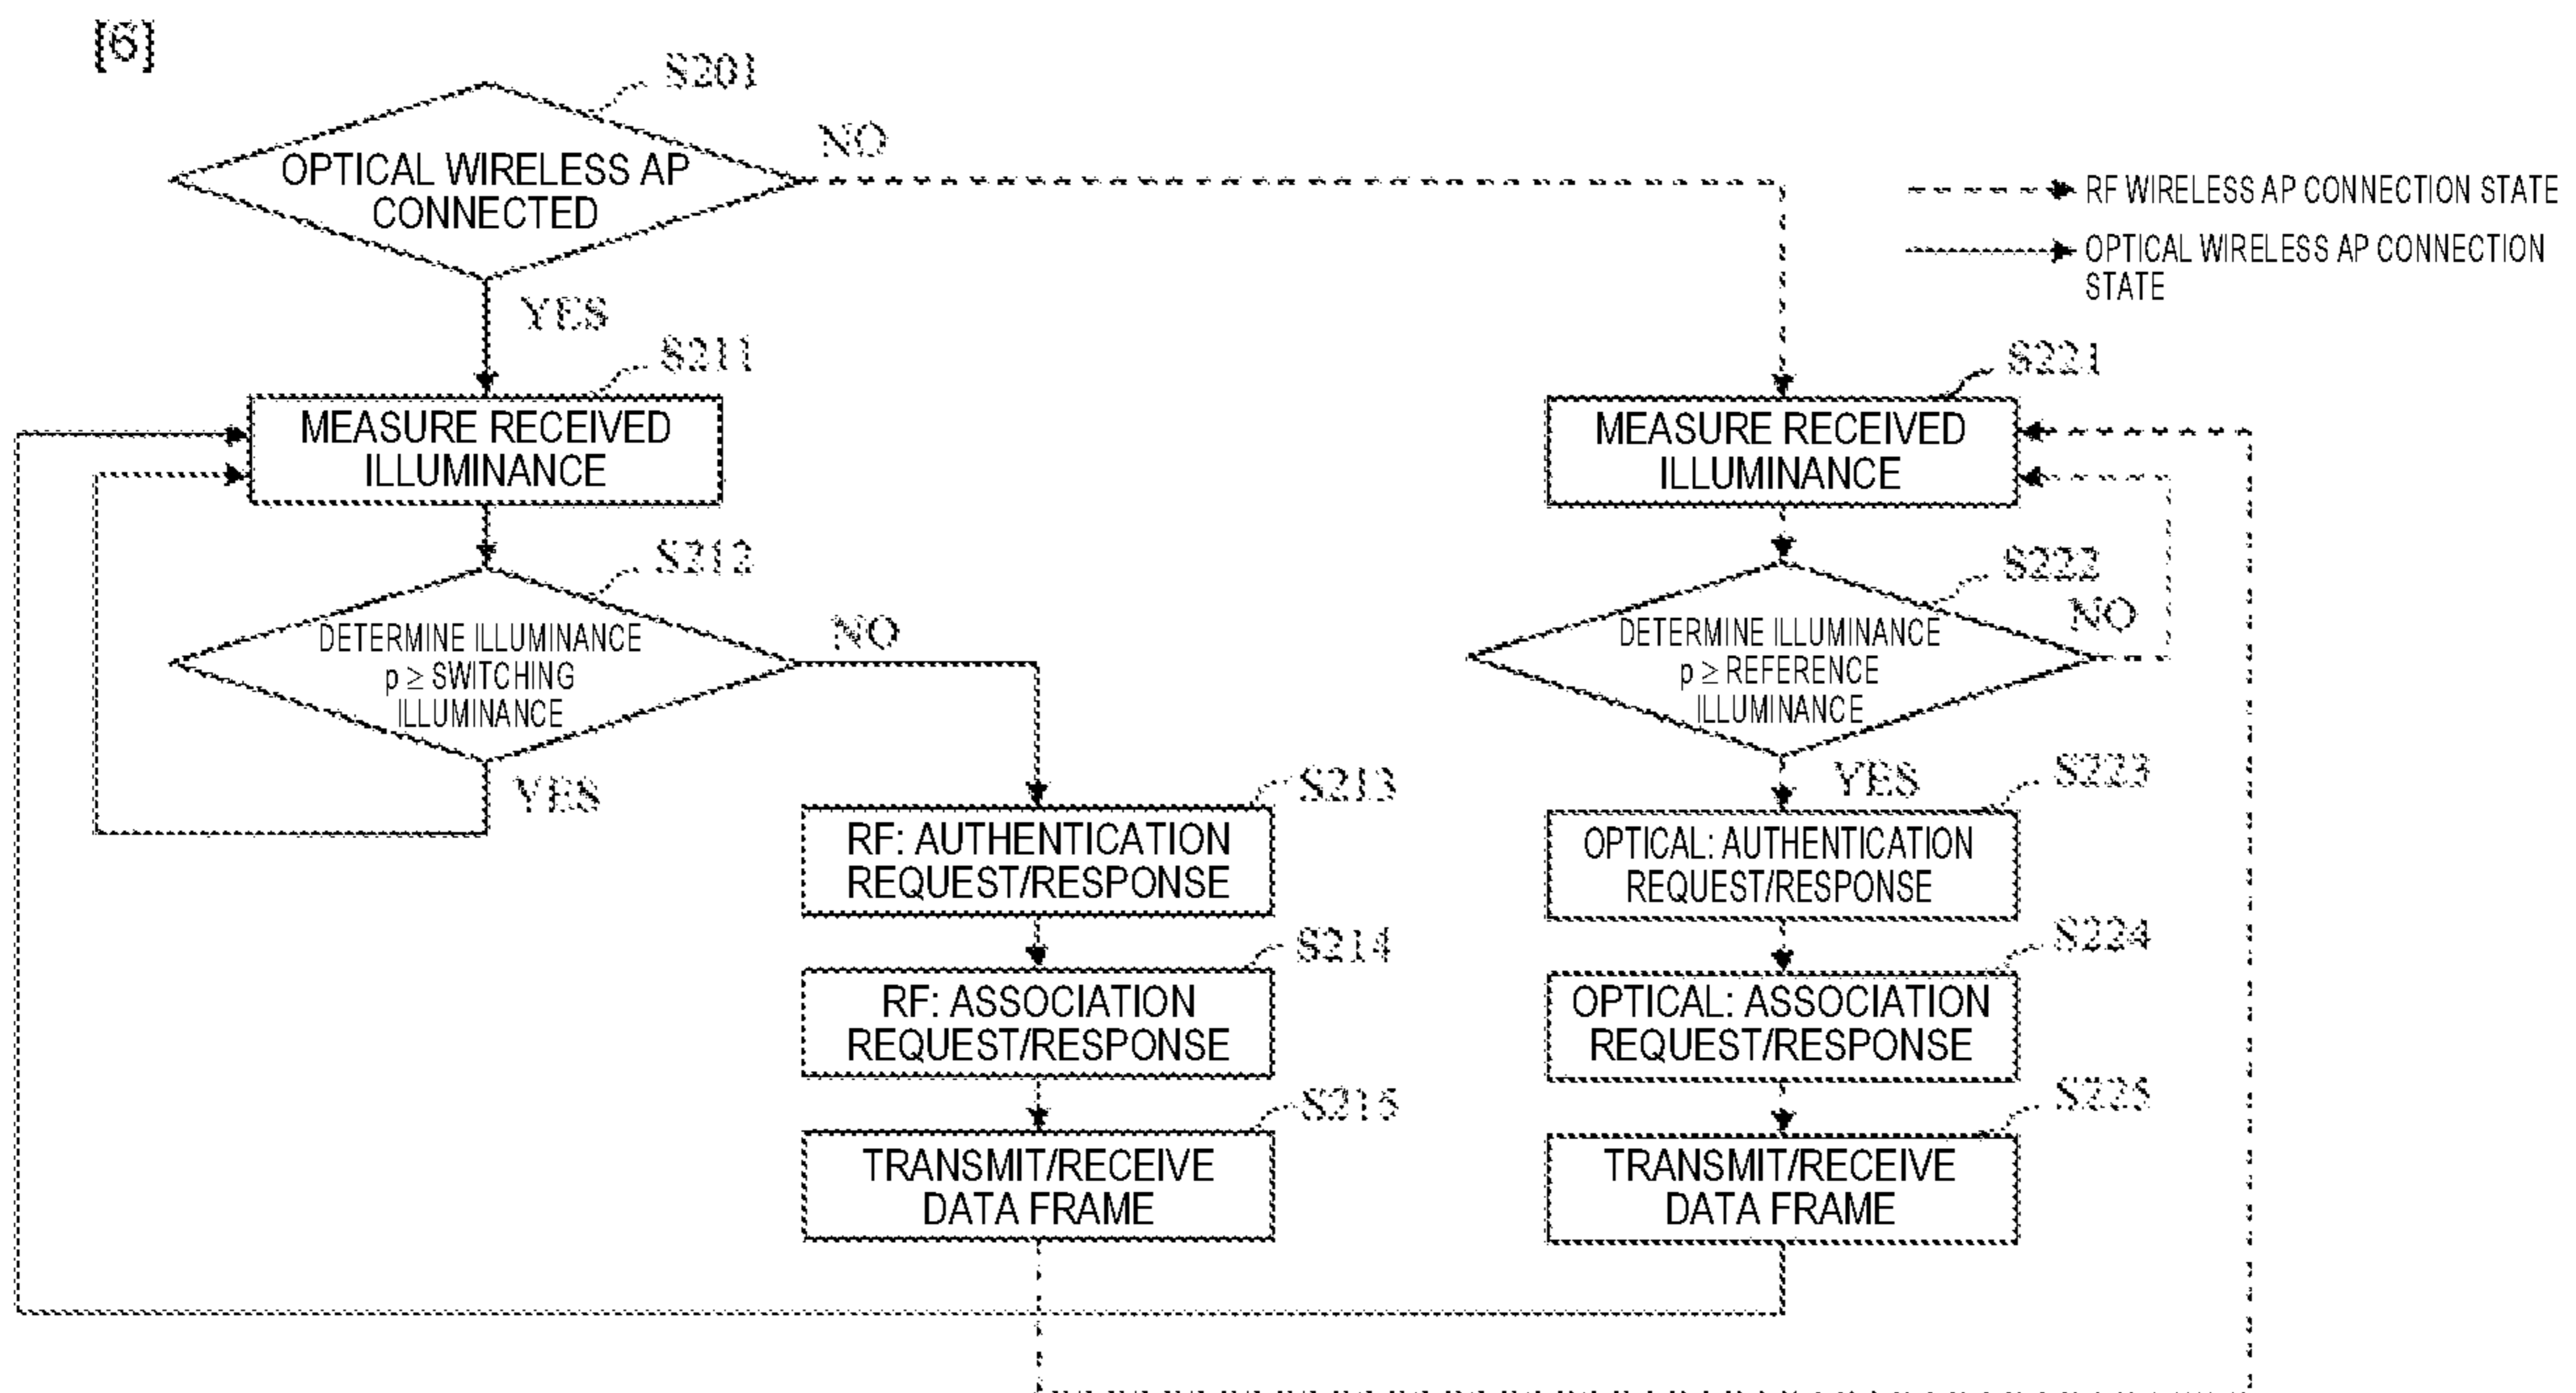 [6]
S201
OPTICAL WIRELESS AP
CONNECTED
NO
YES
RF WIRELESS AP CONNECTION STATE
OPTICAL WIRELESS AP CONNECTION
STATE
S211
MEASURE RECEIVED
ILLUMINANCE
S212
DETERMINE ILLUMINANCE
p ≥ SWITCHING
ILLUMINANCE
NO
YES
S213
RF: AUTHENTICATION
REQUEST/RESPONSE
S214
RF: ASSOCIATION
REQUEST/RESPONSE
S215
TRANSMIT/RECEIVE
DATA FRAME
S221
MEASURE RECEIVED
ILLUMINANCE
S222
DETERMINE ILLUMINANCE
p ≥ REFERENCE
ILLUMINANCE
NO
YES
S223
OPTICAL: AUTHENTICATION
REQUEST/RESPONSE
S224
OPTICAL: ASSOCIATION
REQUEST/RESPONSE
S225
TRANSMIT/RECEIVE
DATA FRAME